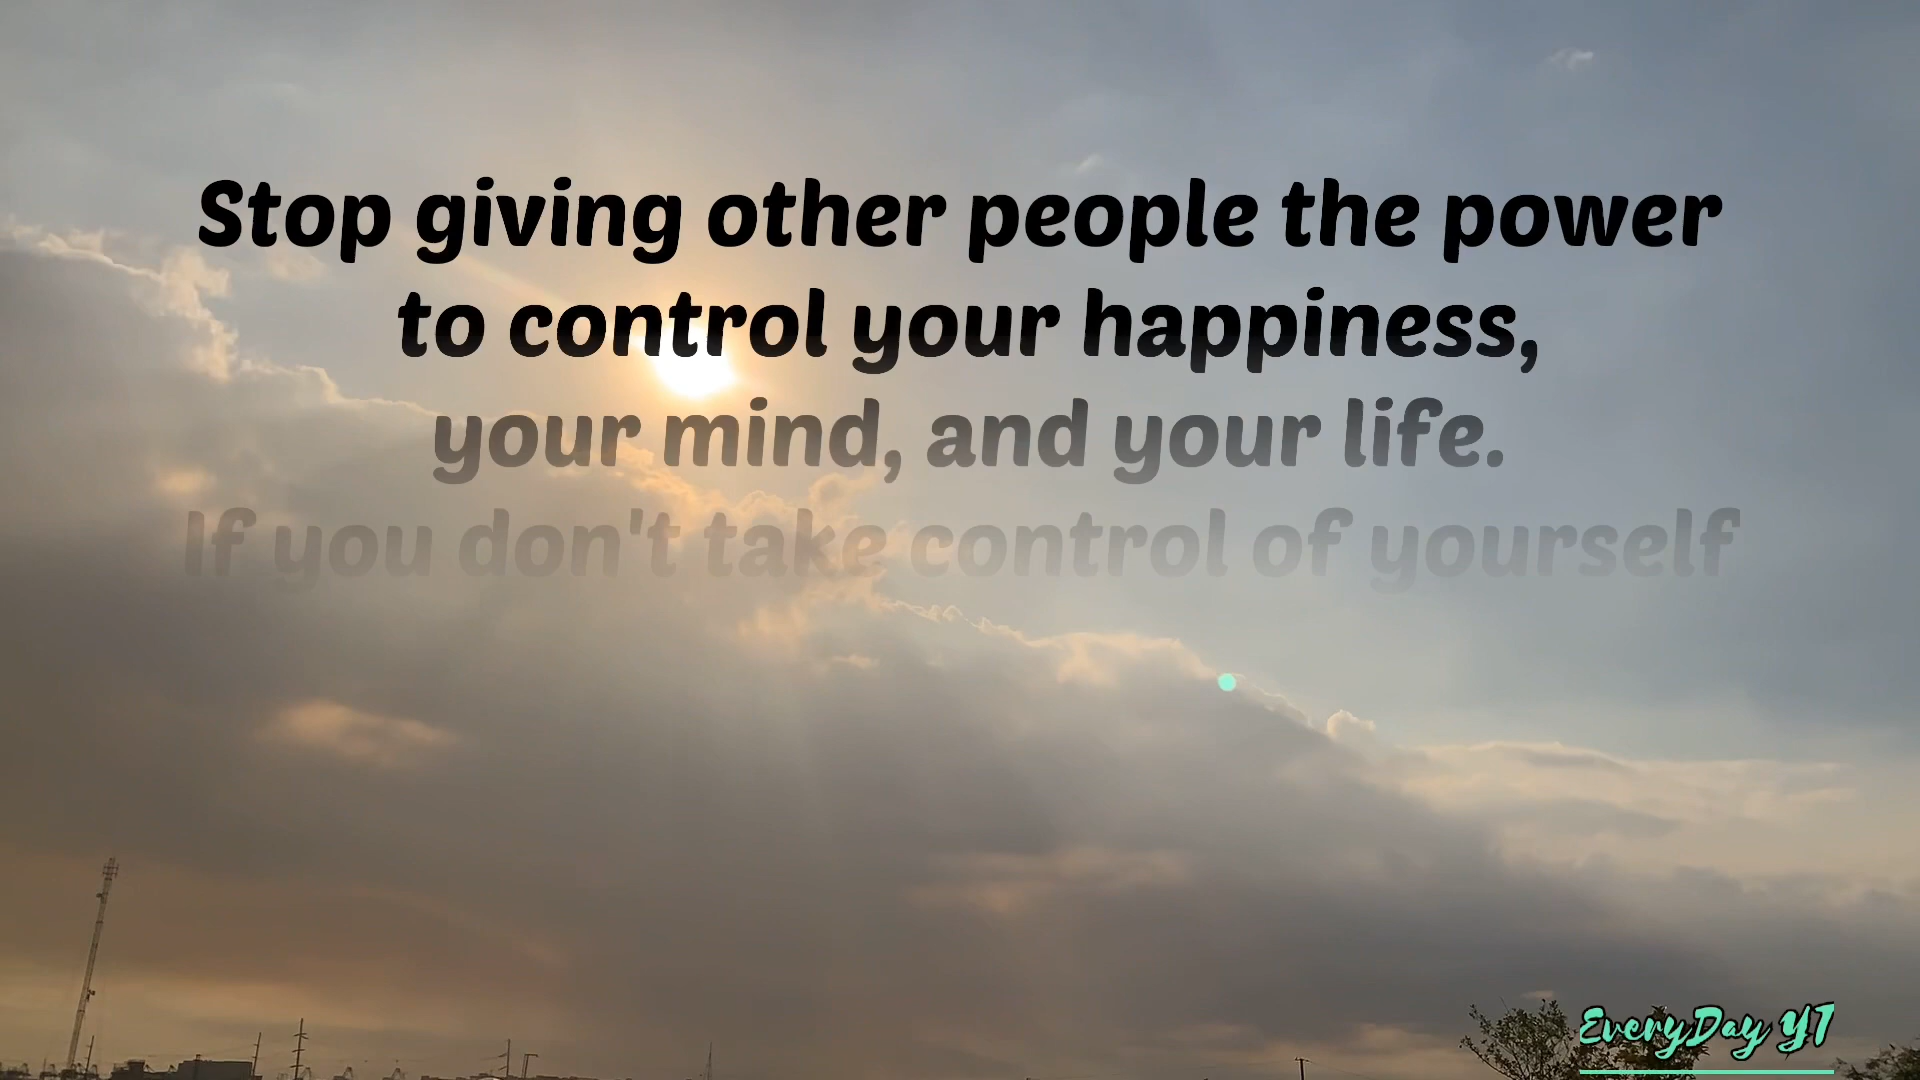 Stop giving other people the power
to control your happiness,
your mind, and your life.
If you don't take control of yourself
EveryDay YT